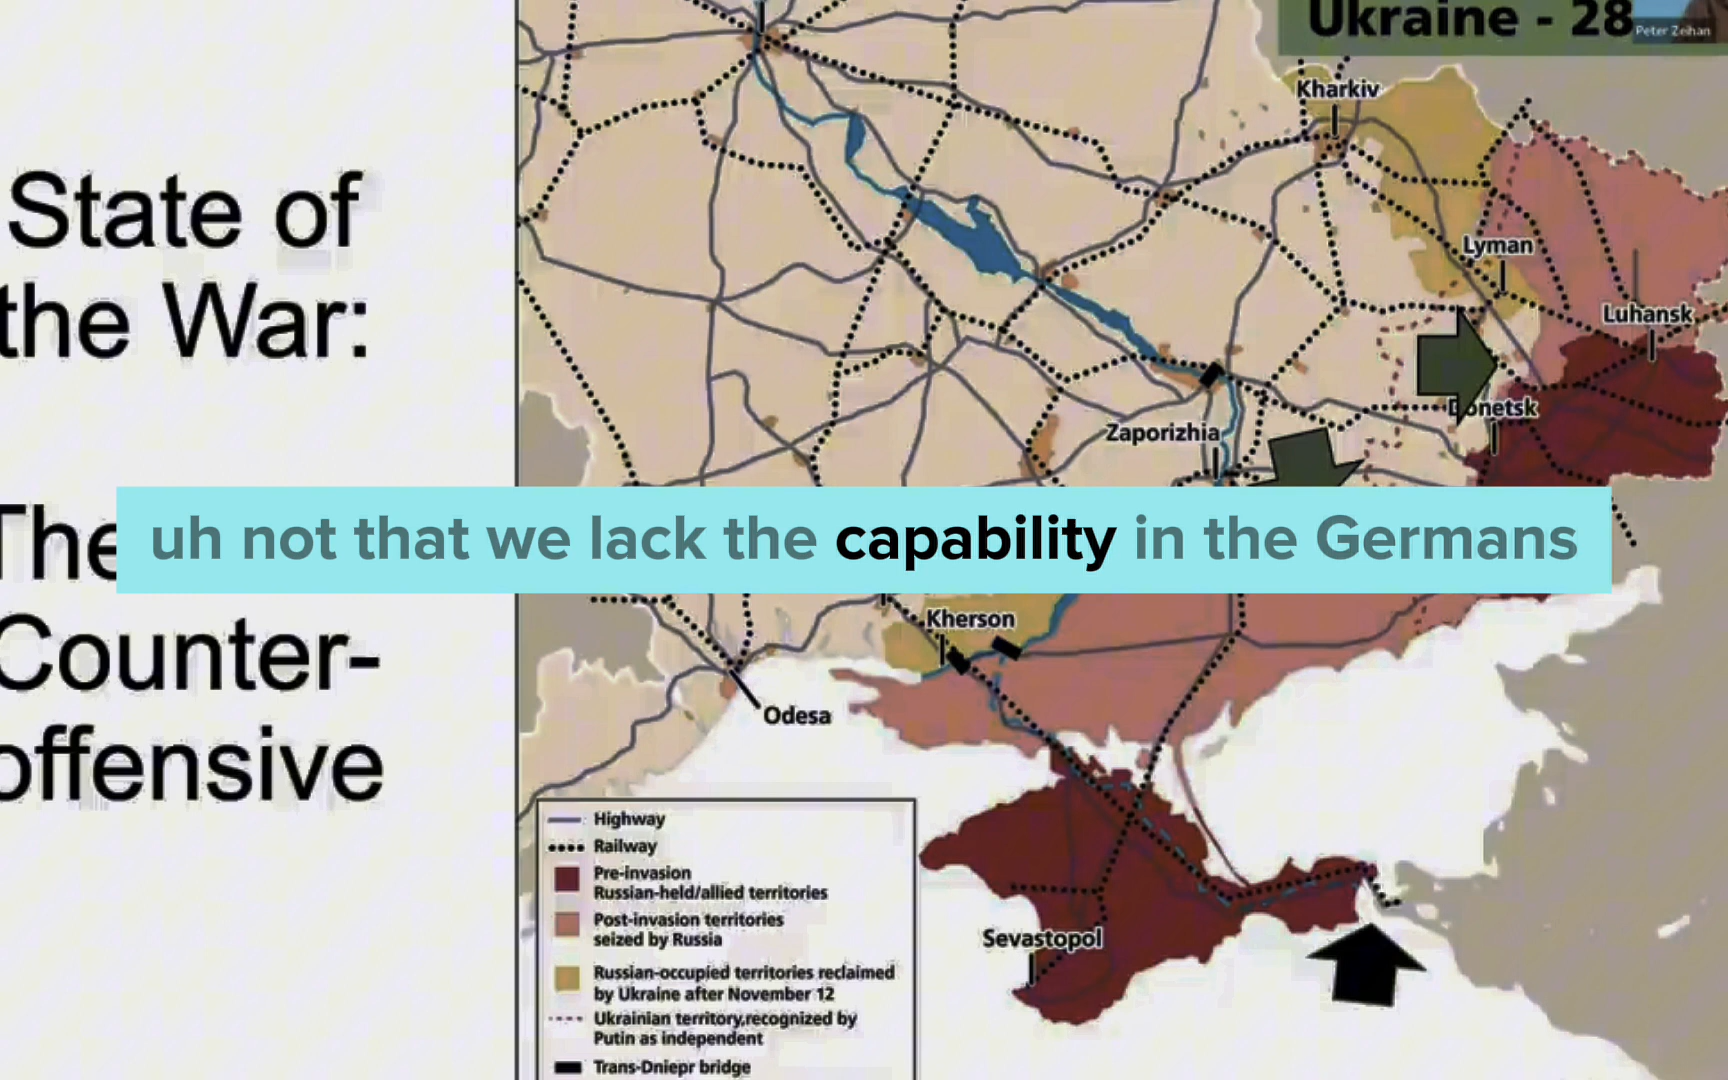 State of
the War:
The
Counter-
offensive
Ukraine - 28
Peter Zeihan
Kharkiv
Lyman
Luhansk
Donetsk
Zaporizhia
uh not that we lack the capability in the Germans
Kherson
Odesa
Sevastopol
Highway
Railway
Pre-invasion
Russian-held/allied territories
Post-invasion territories
seized by Russia
Russian-occupied territories reclaimed
by Ukraine after November 12
Ukrainian territory,recognized by
Putin as independent
Trans-Dniepr bridge